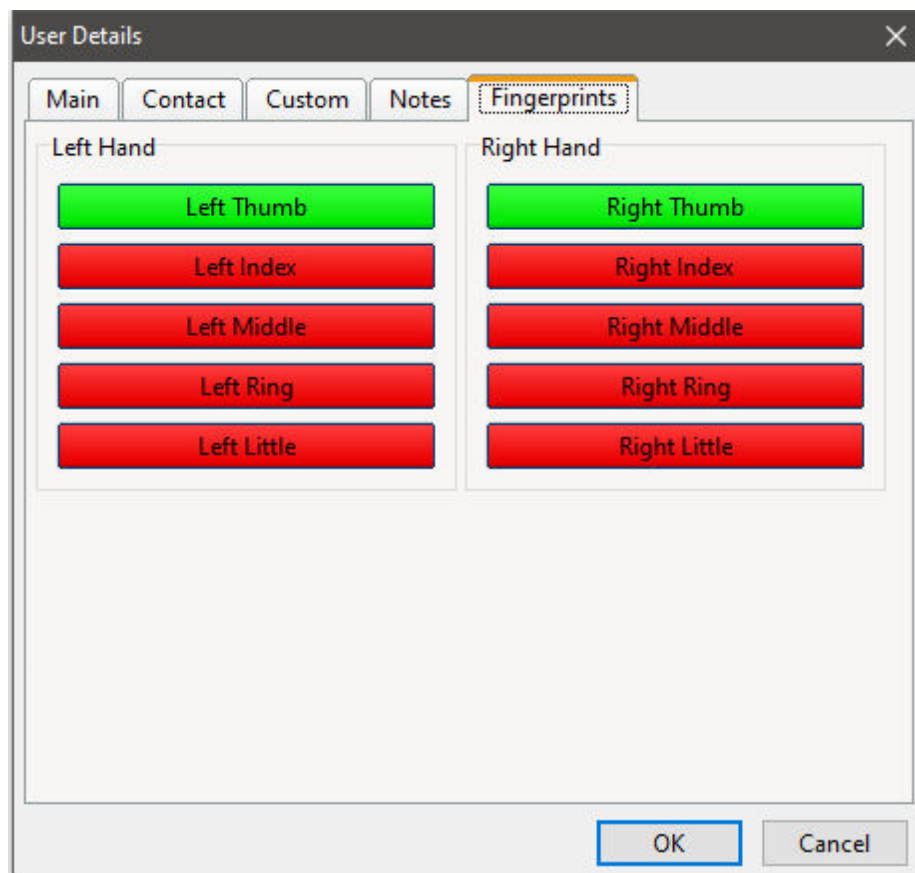 User Details
Main Contact Custom Notes Fingerprints
Left Hand
Left Thumb
Left Index
Left Middle
Left Ring
Left Little
Right Hand
Right Thumb
Right Index
Right Middle
Right Ring
Right Little
OK Cancel